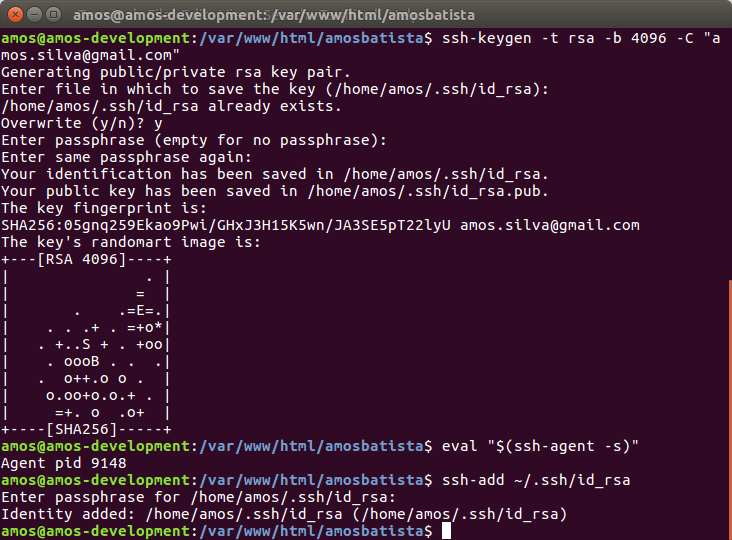 amos@amos-development: /var/www/html/amosbatista
amos@amos-development:/var/www/html/amosbatista$ ssh-keygen -t rsa -b 4096 -C "a
mos.silva@gmail.com"
Generating public/private rsa key pair.
Enter file in which to save the key (/home/amos/.ssh/id_rsa):
/home/amos/.ssh/id_rsa already exists.
Overwrite (y/n)? y
Enter passphrase (empty for no passphrase):
Enter same passphrase again:
Your identification has been saved in /home/amos/.ssh/id_rsa.
Your public key has been saved in /home/amos/.ssh/id_rsa.pub.
The key fingerprint is:
SHA256:05gnq259Ekao9Pwi/GHxJ3H15K5wn/JA3SE5pT22lyU amos.silva@gmail.com
The key's randomart image is:
+---[RSA 4096]----+
|               . |
|              =  |
|       .    .=E=.|
|    . . .+ . =+o*|
|   . +..S + . +oo|
|    . oooB . .  .|
|   .  o++.o o .  |
|    o.oo+o.o.+ . |
|     =+. o  .o+  |
+----[SHA256]-----+
amos@amos-development:/var/www/html/amosbatista$ eval "$(ssh-agent -s)"
Agent pid 9148
amos@amos-development:/var/www/html/amosbatista$ ssh-add ~/.ssh/id_rsa
Enter passphrase for /home/amos/.ssh/id_rsa:
Identity added: /home/amos/.ssh/id_rsa (/home/amos/.ssh/id_rsa)
amos@amos-development:/var/www/html/amosbatista$